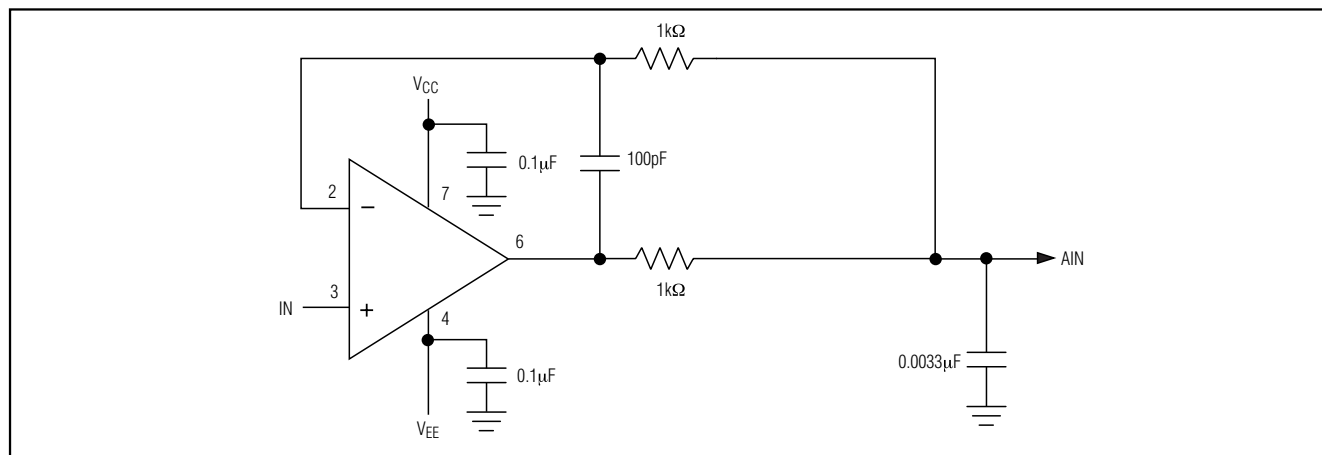 1kΩ
VCC
0.1µF
100pF
2
7
−
6
3
IN
+
4
1kΩ
AIN
0.1µF
0.0033µF
VEE